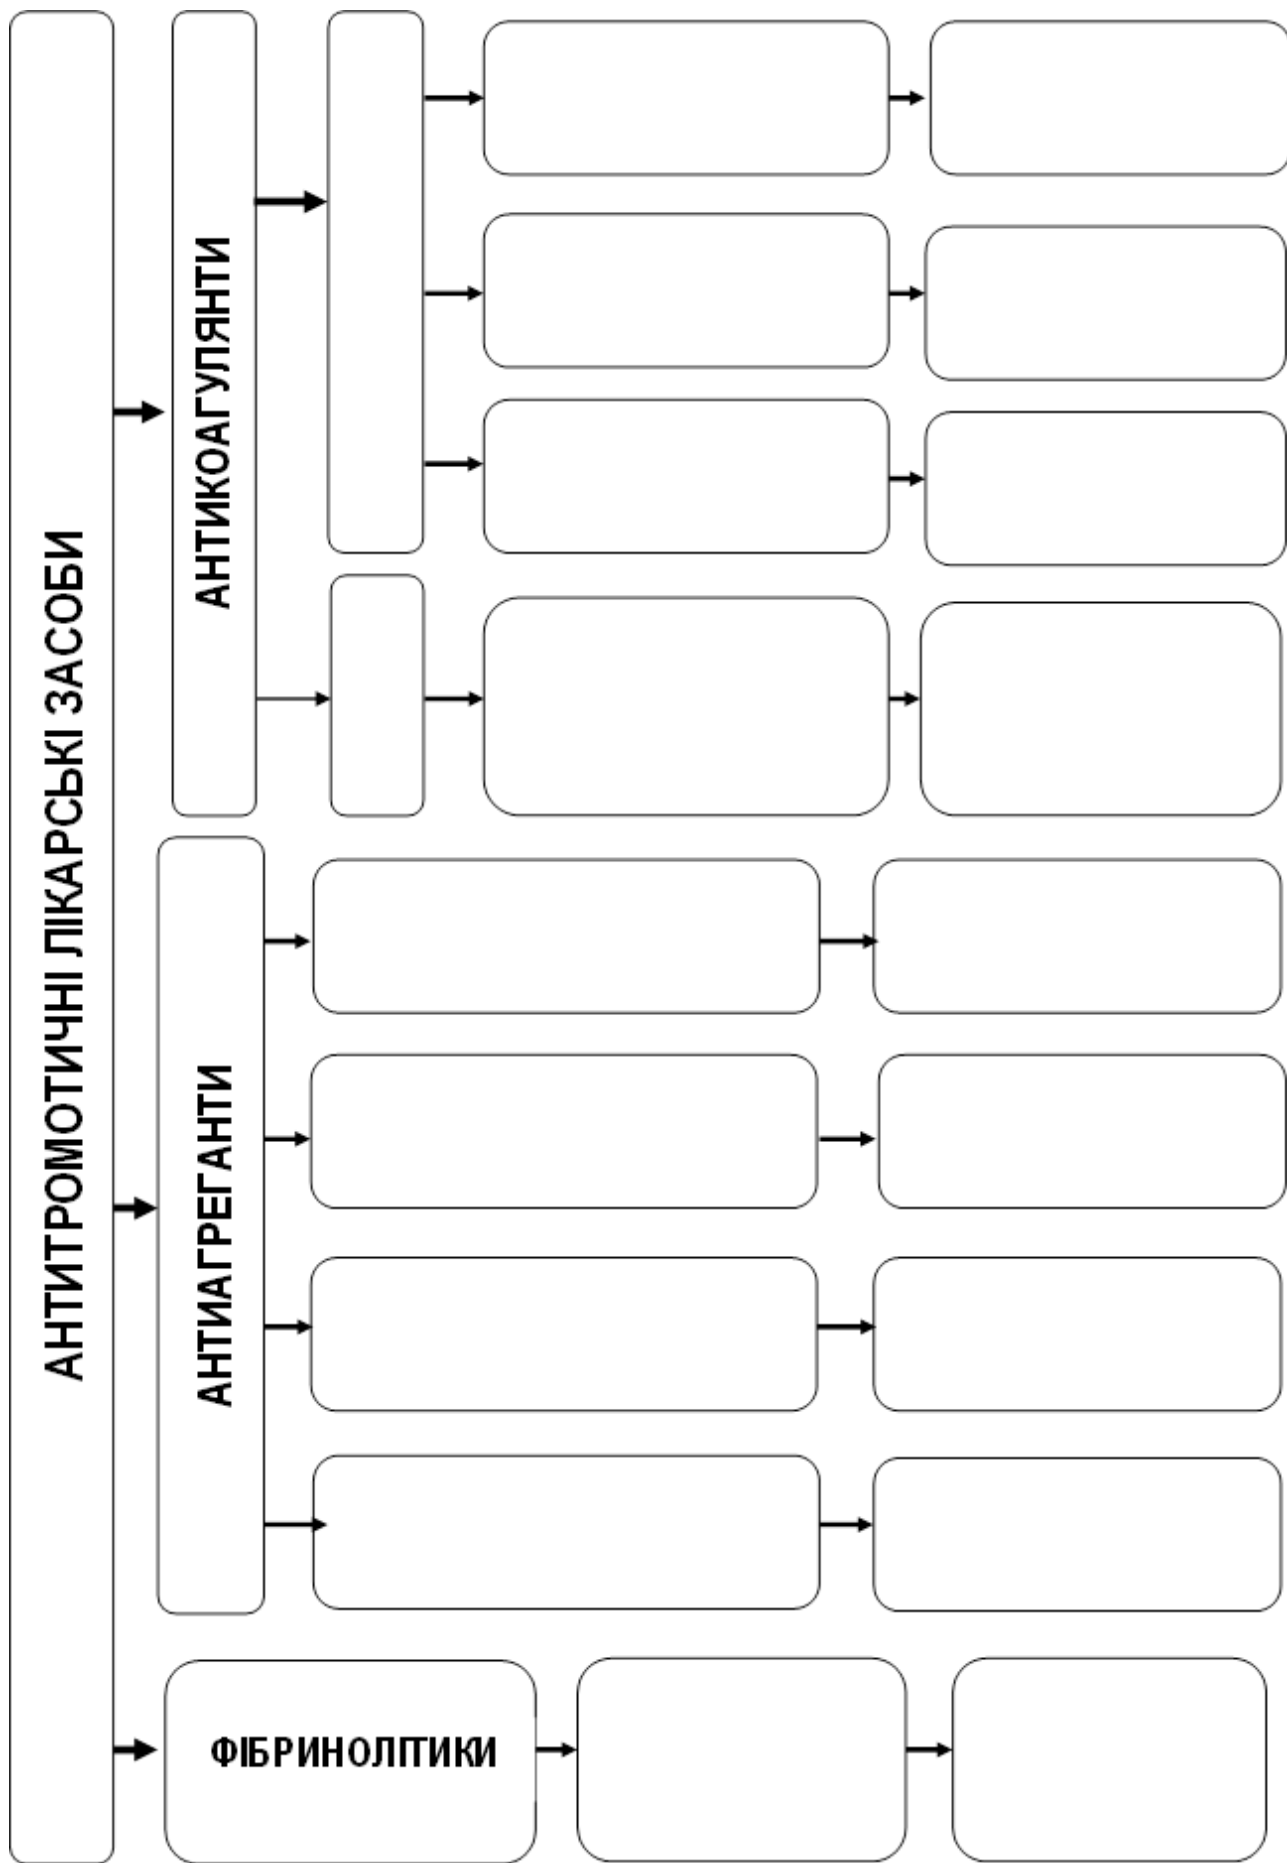 АНТИТРОМОТИЧНІ ЛІКАРСЬКІ ЗАСОБИ
АНТИКОАГУЛЯНТИ
АНТИАГРЕГАНТИ
ФІБРИНОЛІТИКИ